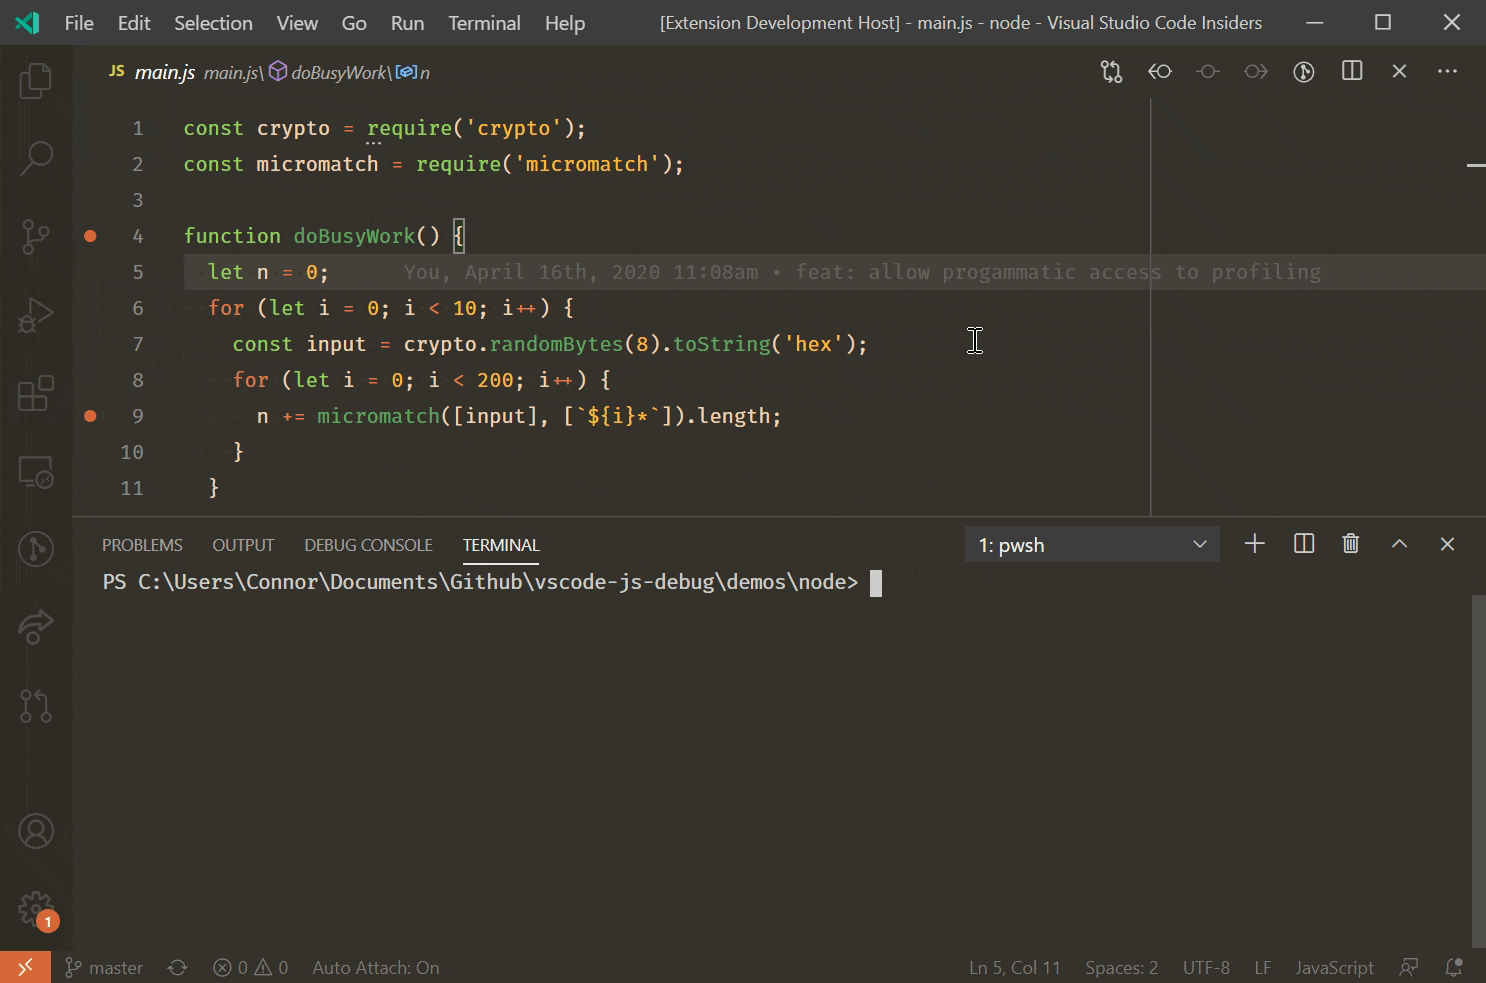 File Edit Selection View Go Run Terminal Help [Extension Development Host] - main.js - node - Visual Studio Code Insiders
JS main.js main.js\ doBusyWork\ n
1 const crypto = require('crypto');
2 const micromatch = require('micromatch');
3
4 function doBusyWork() {
5 let n = 0; You, April 16th, 2020 11:08am • feat: allow progammatic access to profiling
6 for (let i = 0; i < 10; i++) {
7 const input = crypto.randomBytes(8).toString('hex');
8 for (let i = 0; i < 200; i++) {
9 n += micromatch([input], [`${i}*`]).length;
10 }
11 }
PROBLEMS OUTPUT DEBUG CONSOLE TERMINAL 1: pwsh
PS C:\Users\Connor\Documents\Github\vscode-js-debug\demos\node>
1
master 0 0 Auto Attach: On Ln 5, Col 11 Spaces: 2 UTF-8 LF JavaScript